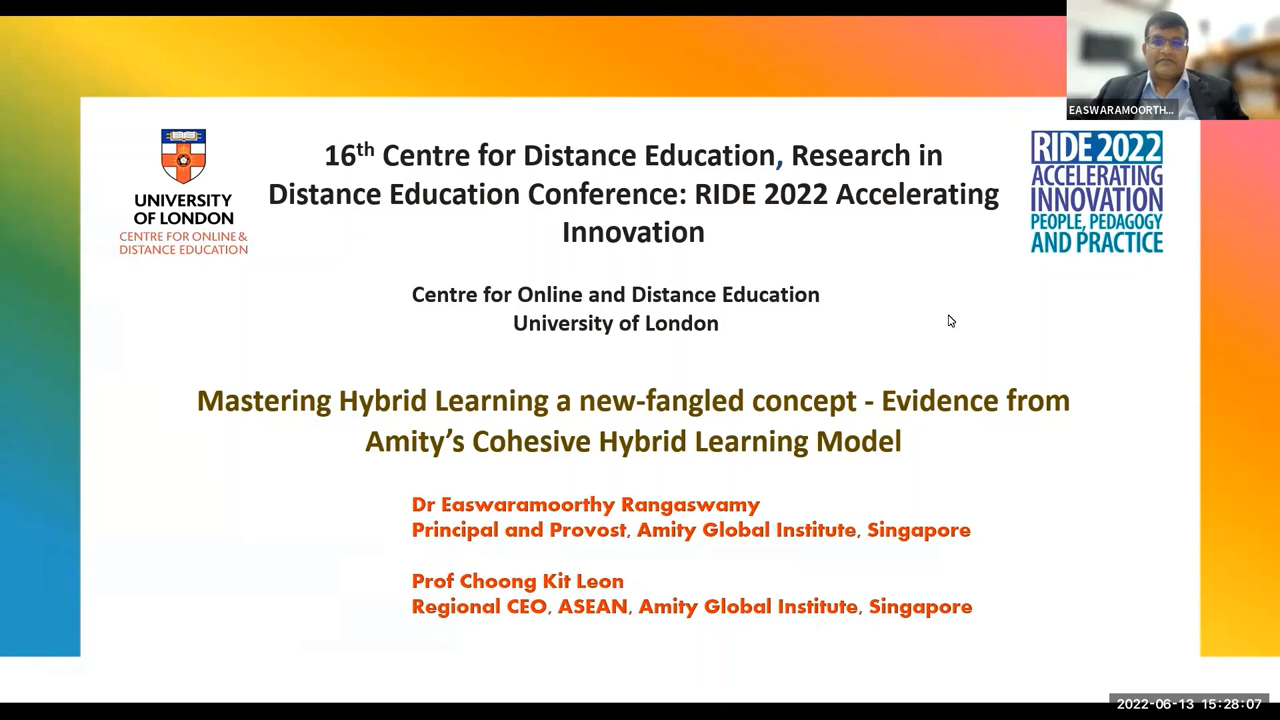 EASWARAMOORTH...
UNIVERSITY
OF LONDON
CENTRE FOR ONLINE &
DISTANCE EDUCATION
16th Centre for Distance Education, Research in
Distance Education Conference: RIDE 2022 Accelerating
Innovation
RIDE 2022
ACCELERATING
INNOVATION
PEOPLE, PEDAGOGY
AND PRACTICE
Centre for Online and Distance Education
University of London
Mastering Hybrid Learning a new-fangled concept - Evidence from
Amity’s Cohesive Hybrid Learning Model
Dr Easwaramoorthy Rangaswamy
Principal and Provost, Amity Global Institute, Singapore
Prof Choong Kit Leon
Regional CEO, ASEAN, Amity Global Institute, Singapore
2022-06-13 15:28:07